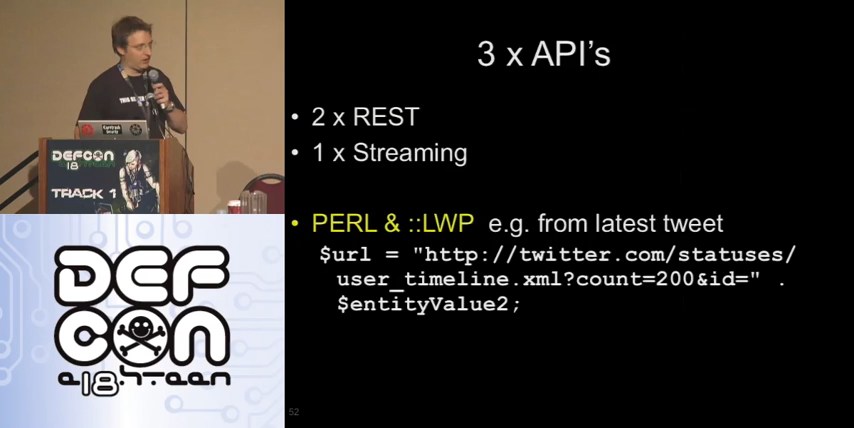 3 x API's
• 2 x REST
• 1 x Streaming
• PERL & ::LWP e.g. from latest tweet
$url = "http://twitter.com/statuses/
user_timeline.xml?count=200&id=" .
$entityValue2;
52
DEFCON
18
TRACK 1
DEF
CON